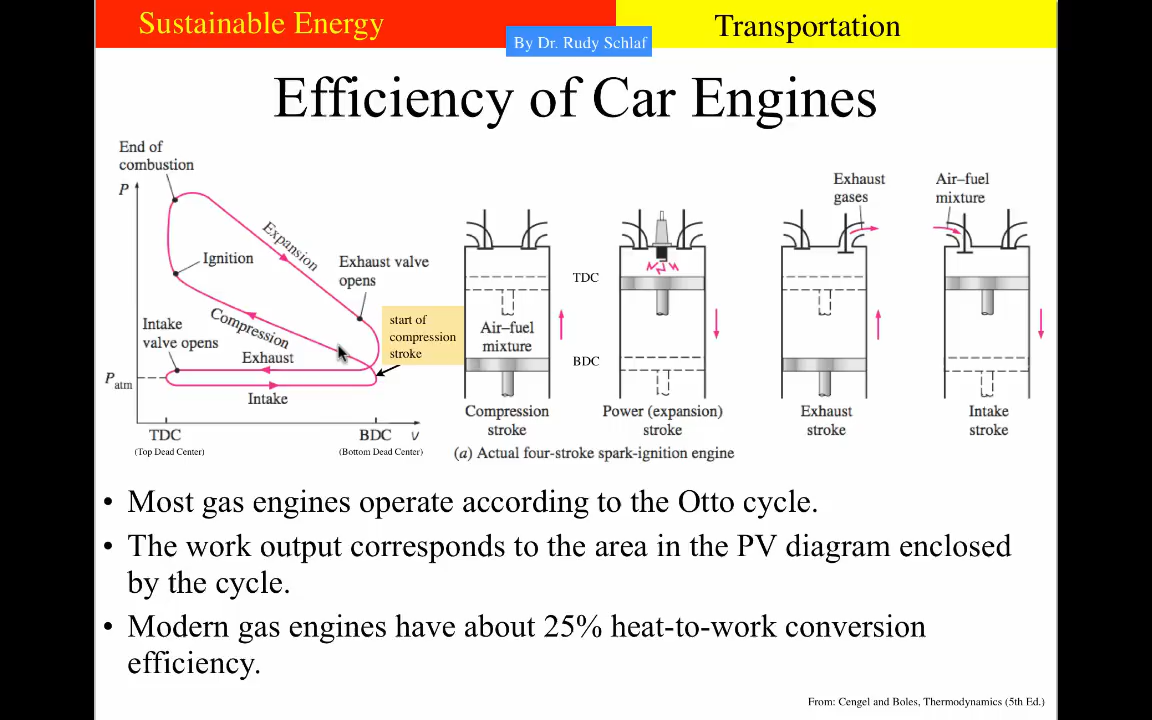 Sustainable Energy
By Dr. Rudy Schlaf
Transportation
Efficiency of Car Engines
End of
combustion
P
Ignition
Expansion
Exhaust valve
opens
Compression
Intake
valve opens
Exhaust
start of
compression
stroke
Patm
Intake
TDC
BDC
v
(Top Dead Center)
(Bottom Dead Center)
Exhaust
gases
Air–fuel
mixture
TDC
BDC
Air–fuel
mixture
Compression
stroke
Power (expansion)
stroke
Exhaust
stroke
Intake
stroke
(a) Actual four-stroke spark-ignition engine
• Most gas engines operate according to the Otto cycle.
• The work output corresponds to the area in the PV diagram enclosed
by the cycle.
• Modern gas engines have about 25% heat-to-work conversion
efficiency.
From: Cengel and Boles, Thermodynamics (5th Ed.)